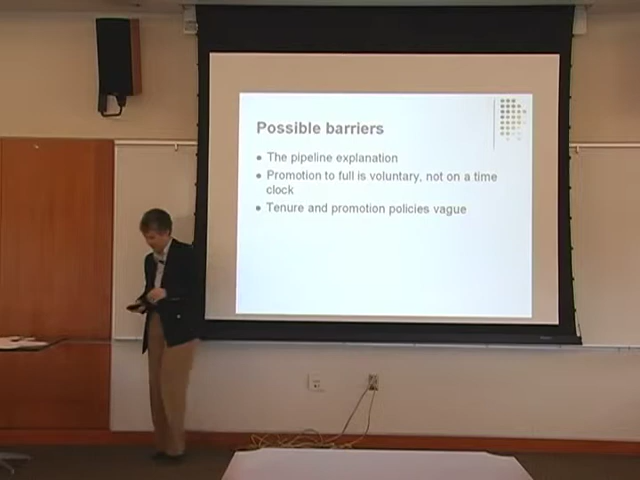 Possible barriers
● The pipeline explanation
● Promotion to full is voluntary, not on a time
clock
● Tenure and promotion policies vague